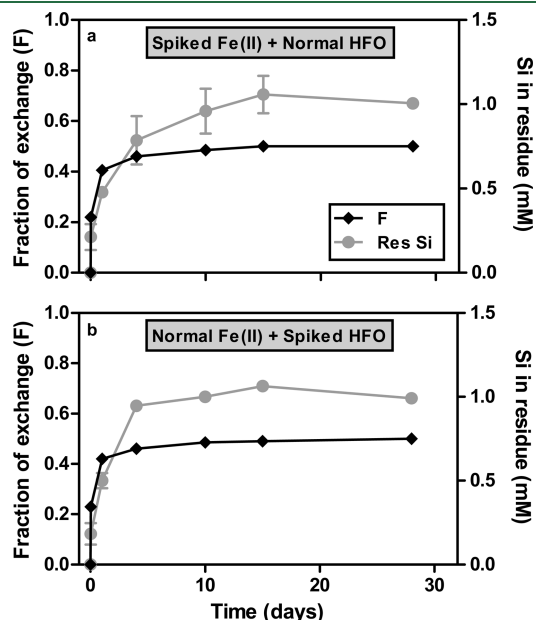 a
Spiked Fe(II) + Normal HFO
Fraction of exchange (F)
1.0
0.8
0.6
0.4
0.2
0.0
F
Res Si
1.5
1.0
0.5
0.0
Si in residue (mM)
b
Normal Fe(II) + Spiked HFO
Fraction of exchange (F)
1.0
0.8
0.6
0.4
0.2
0.0
1.5
1.0
0.5
0.0
Si in residue (mM)
0 10 20 30
Time (days)